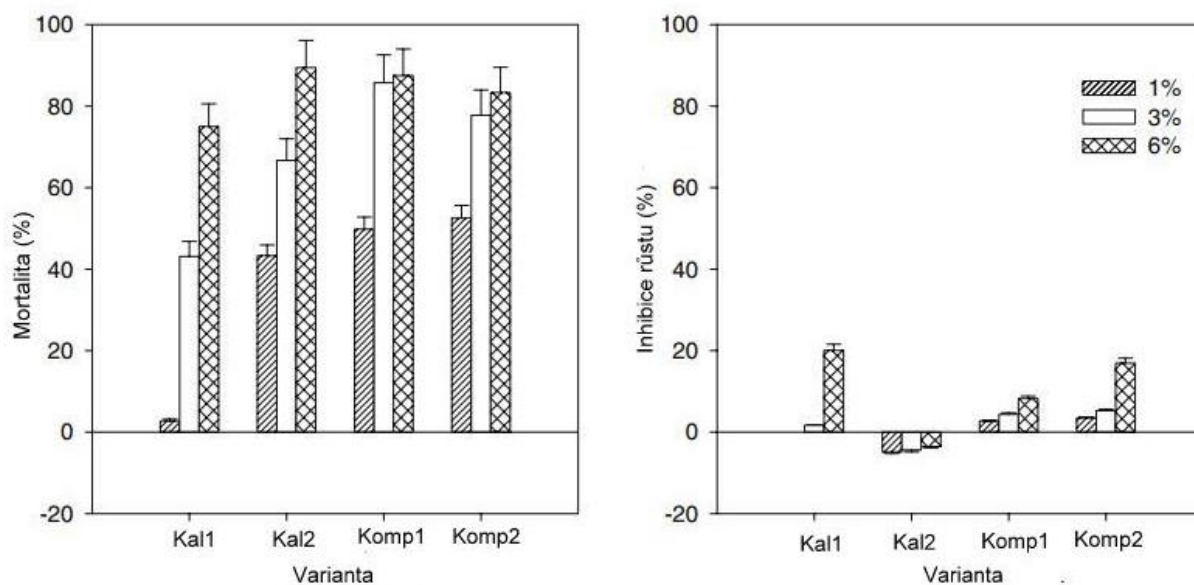 100
80
60
40
20
0
-20
Mortalita (%)
Kal1
Kal2
Komp1
Komp2
Varianta
100
80
60
40
20
0
-20
Inhibice růstu (%)
1%
3%
6%
Kal1
Kal2
Komp1
Komp2
Varianta